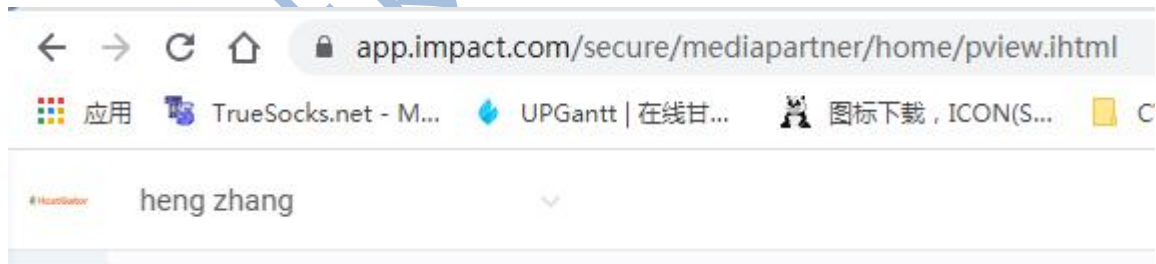 app.impact.com/secure/mediapartner/home/pview.ihtml
应用 TrueSocks.net - M... UPGantt | 在线甘... 图标下载，ICON(S... C
HostGator heng zhang